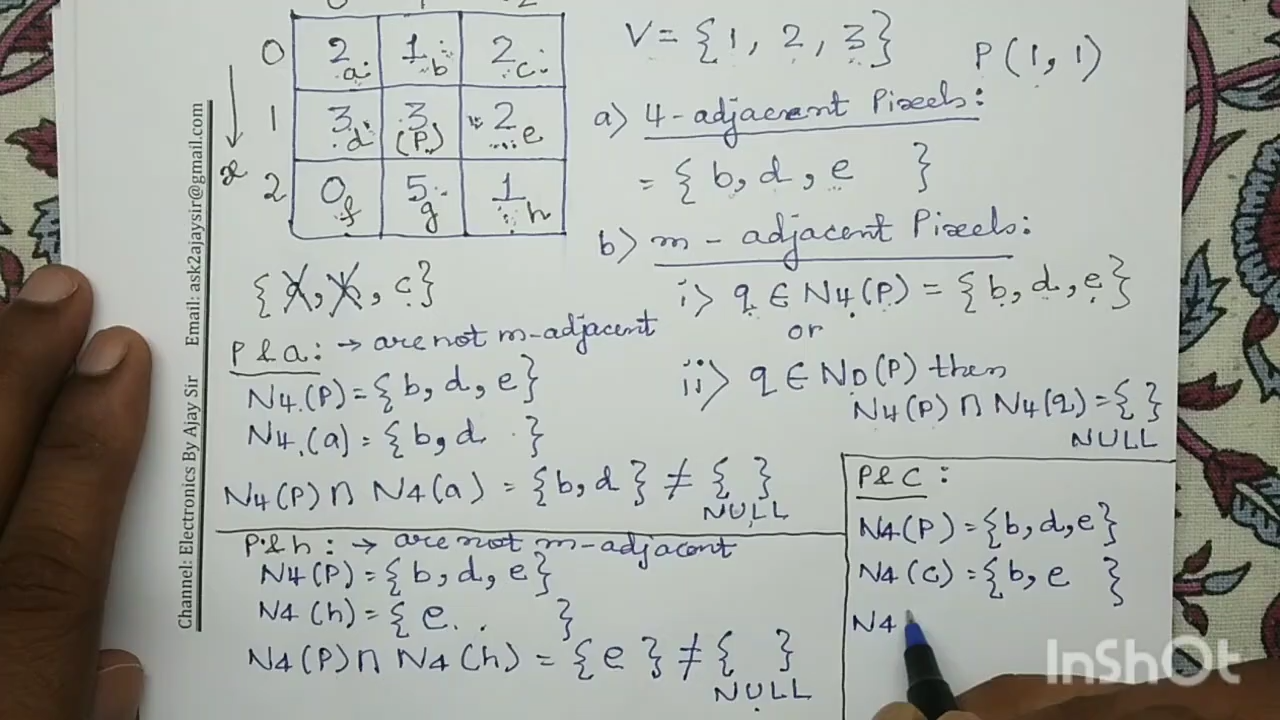 0 2 a 1 b 2 c
1 3 d 3 (P) 2 e
x 2 0 f 5 g 1 h
V = { 1, 2, 3 } P(1,1)
a) 4-adjacent Pixels:
= { b, d, e }
b) m-adjacent Pixels:
i) q ∈ N4(P) = { b, d, e }
or
ii) q ∈ ND(P) then
N4(P) ∩ N4(q) = { }
NULL
{ a, h, c }
P & a: → are not m-adjacent
N4(P) = { b, d, e }
N4(a) = { b, d }
N4(P) ∩ N4(a) = { b, d } ≠ { }
NULL
P & h: → are not m-adjacent
N4(P) = { b, d, e }
N4(h) = { e }
N4(P) ∩ N4(h) = { e } ≠ { }
NULL
P & C:
N4(P) = { b, d, e }
N4(c) = { b, e }
N4
Channel: Electronics By Ajay Sir Email: ask2ajaysir@gmail.com
InShOt